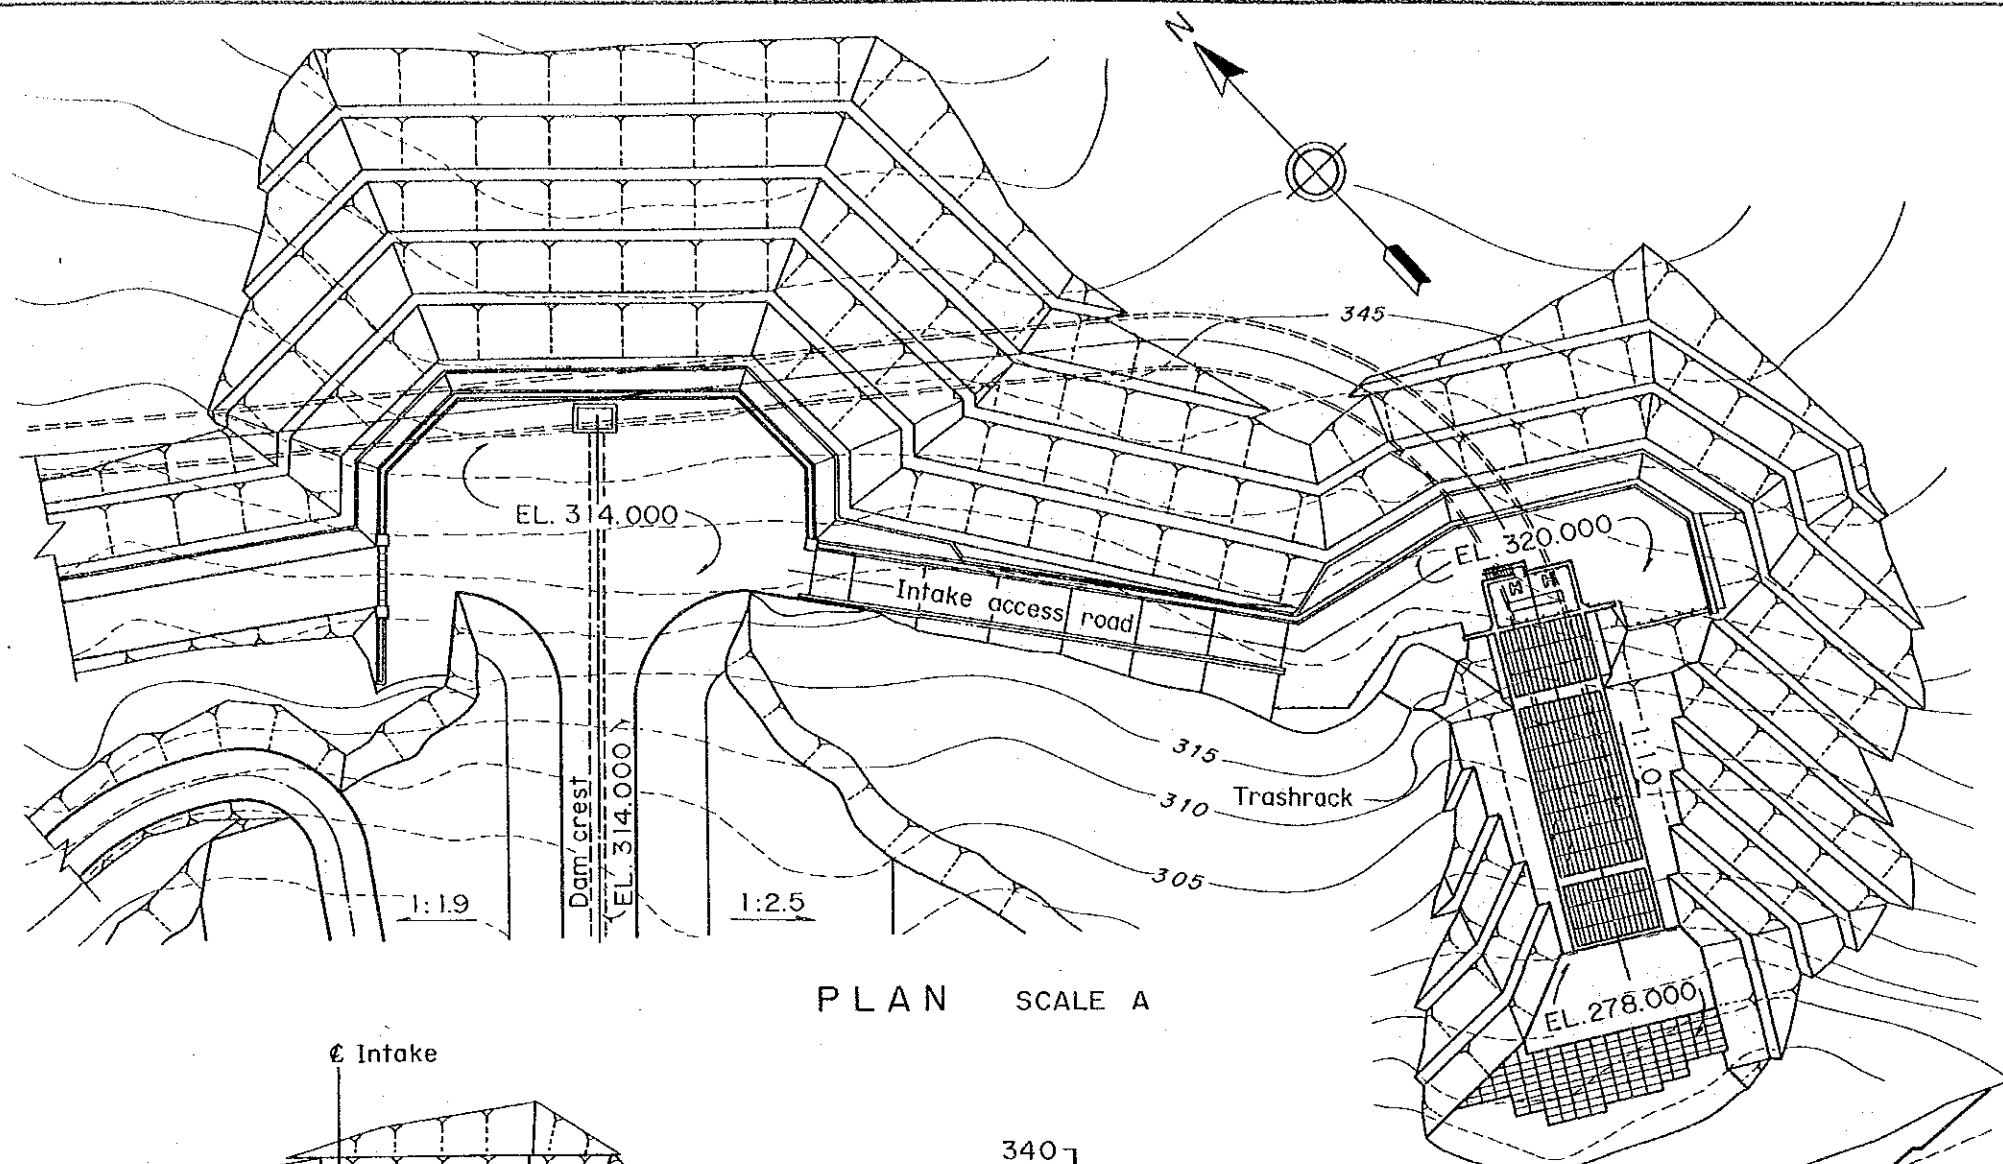 N
345
EL. 314.000
EL. 320.000
Intake access road
315
310
Trashrack
305
1:1.0
Dam crest
EL. 314.000
1:1.9
1:2.5
EL. 278.000
PLAN SCALE A
℄ Intake
340